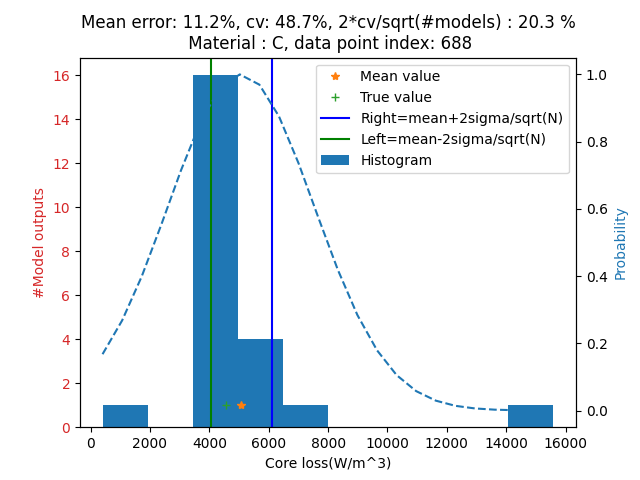 Mean error: 11.2%, cv: 48.7%, 2*cv/sqrt(#models) : 20.3 %
Material : C, data point index: 688
Mean value
True value
Right=mean+2sigma/sqrt(N)
Left=mean-2sigma/sqrt(N)
Histogram
#Model outputs
16
14
12
10
8
6
4
2
0
1.0
0.8
0.6
0.4
0.2
0.0
Probability
0 2000 4000 6000 8000 10000 12000 14000 16000
Core loss(W/m^3)